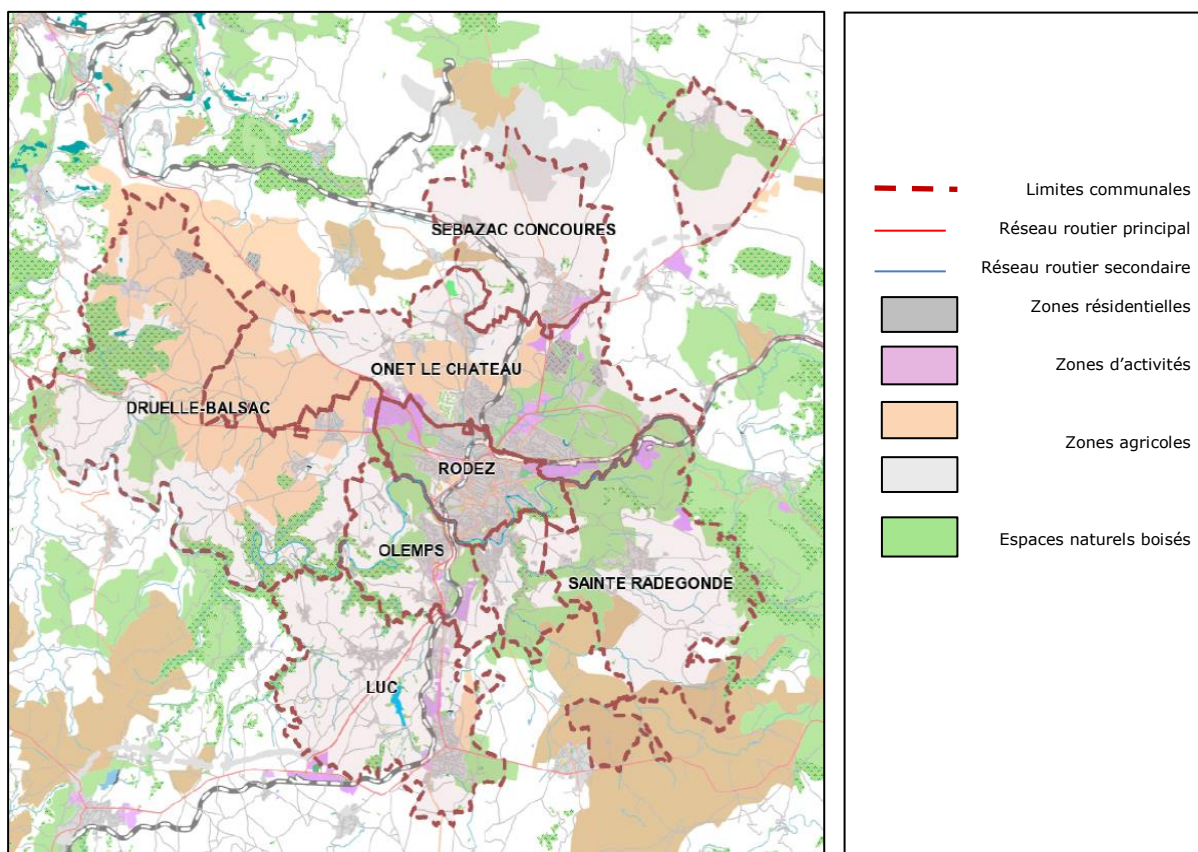 SEBAZAC CONCOURES
ONET LE CHATEAU
DRUELLE-BALSAC
RODEZ
OLEMPS
SAINTE RADEGONDE
LUC
Limites communales
Réseau routier principal
Réseau routier secondaire
Zones résidentielles
Zones d’activités
Zones agricoles
Espaces naturels boisés